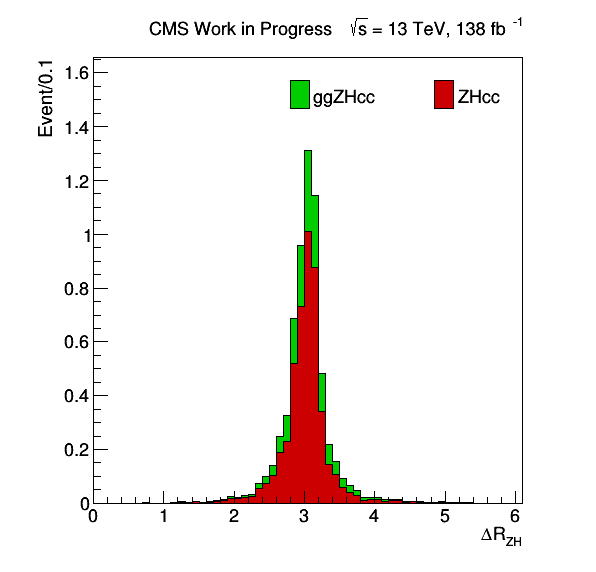 CMS Work in Progress √s = 13 TeV, 138 fb⁻¹
Event/0.1
1.6
1.4
1.2
1
0.8
0.6
0.4
0.2
0
ggZHcc ZHcc
0 1 2 3 4 5 6
ΔR_ZH